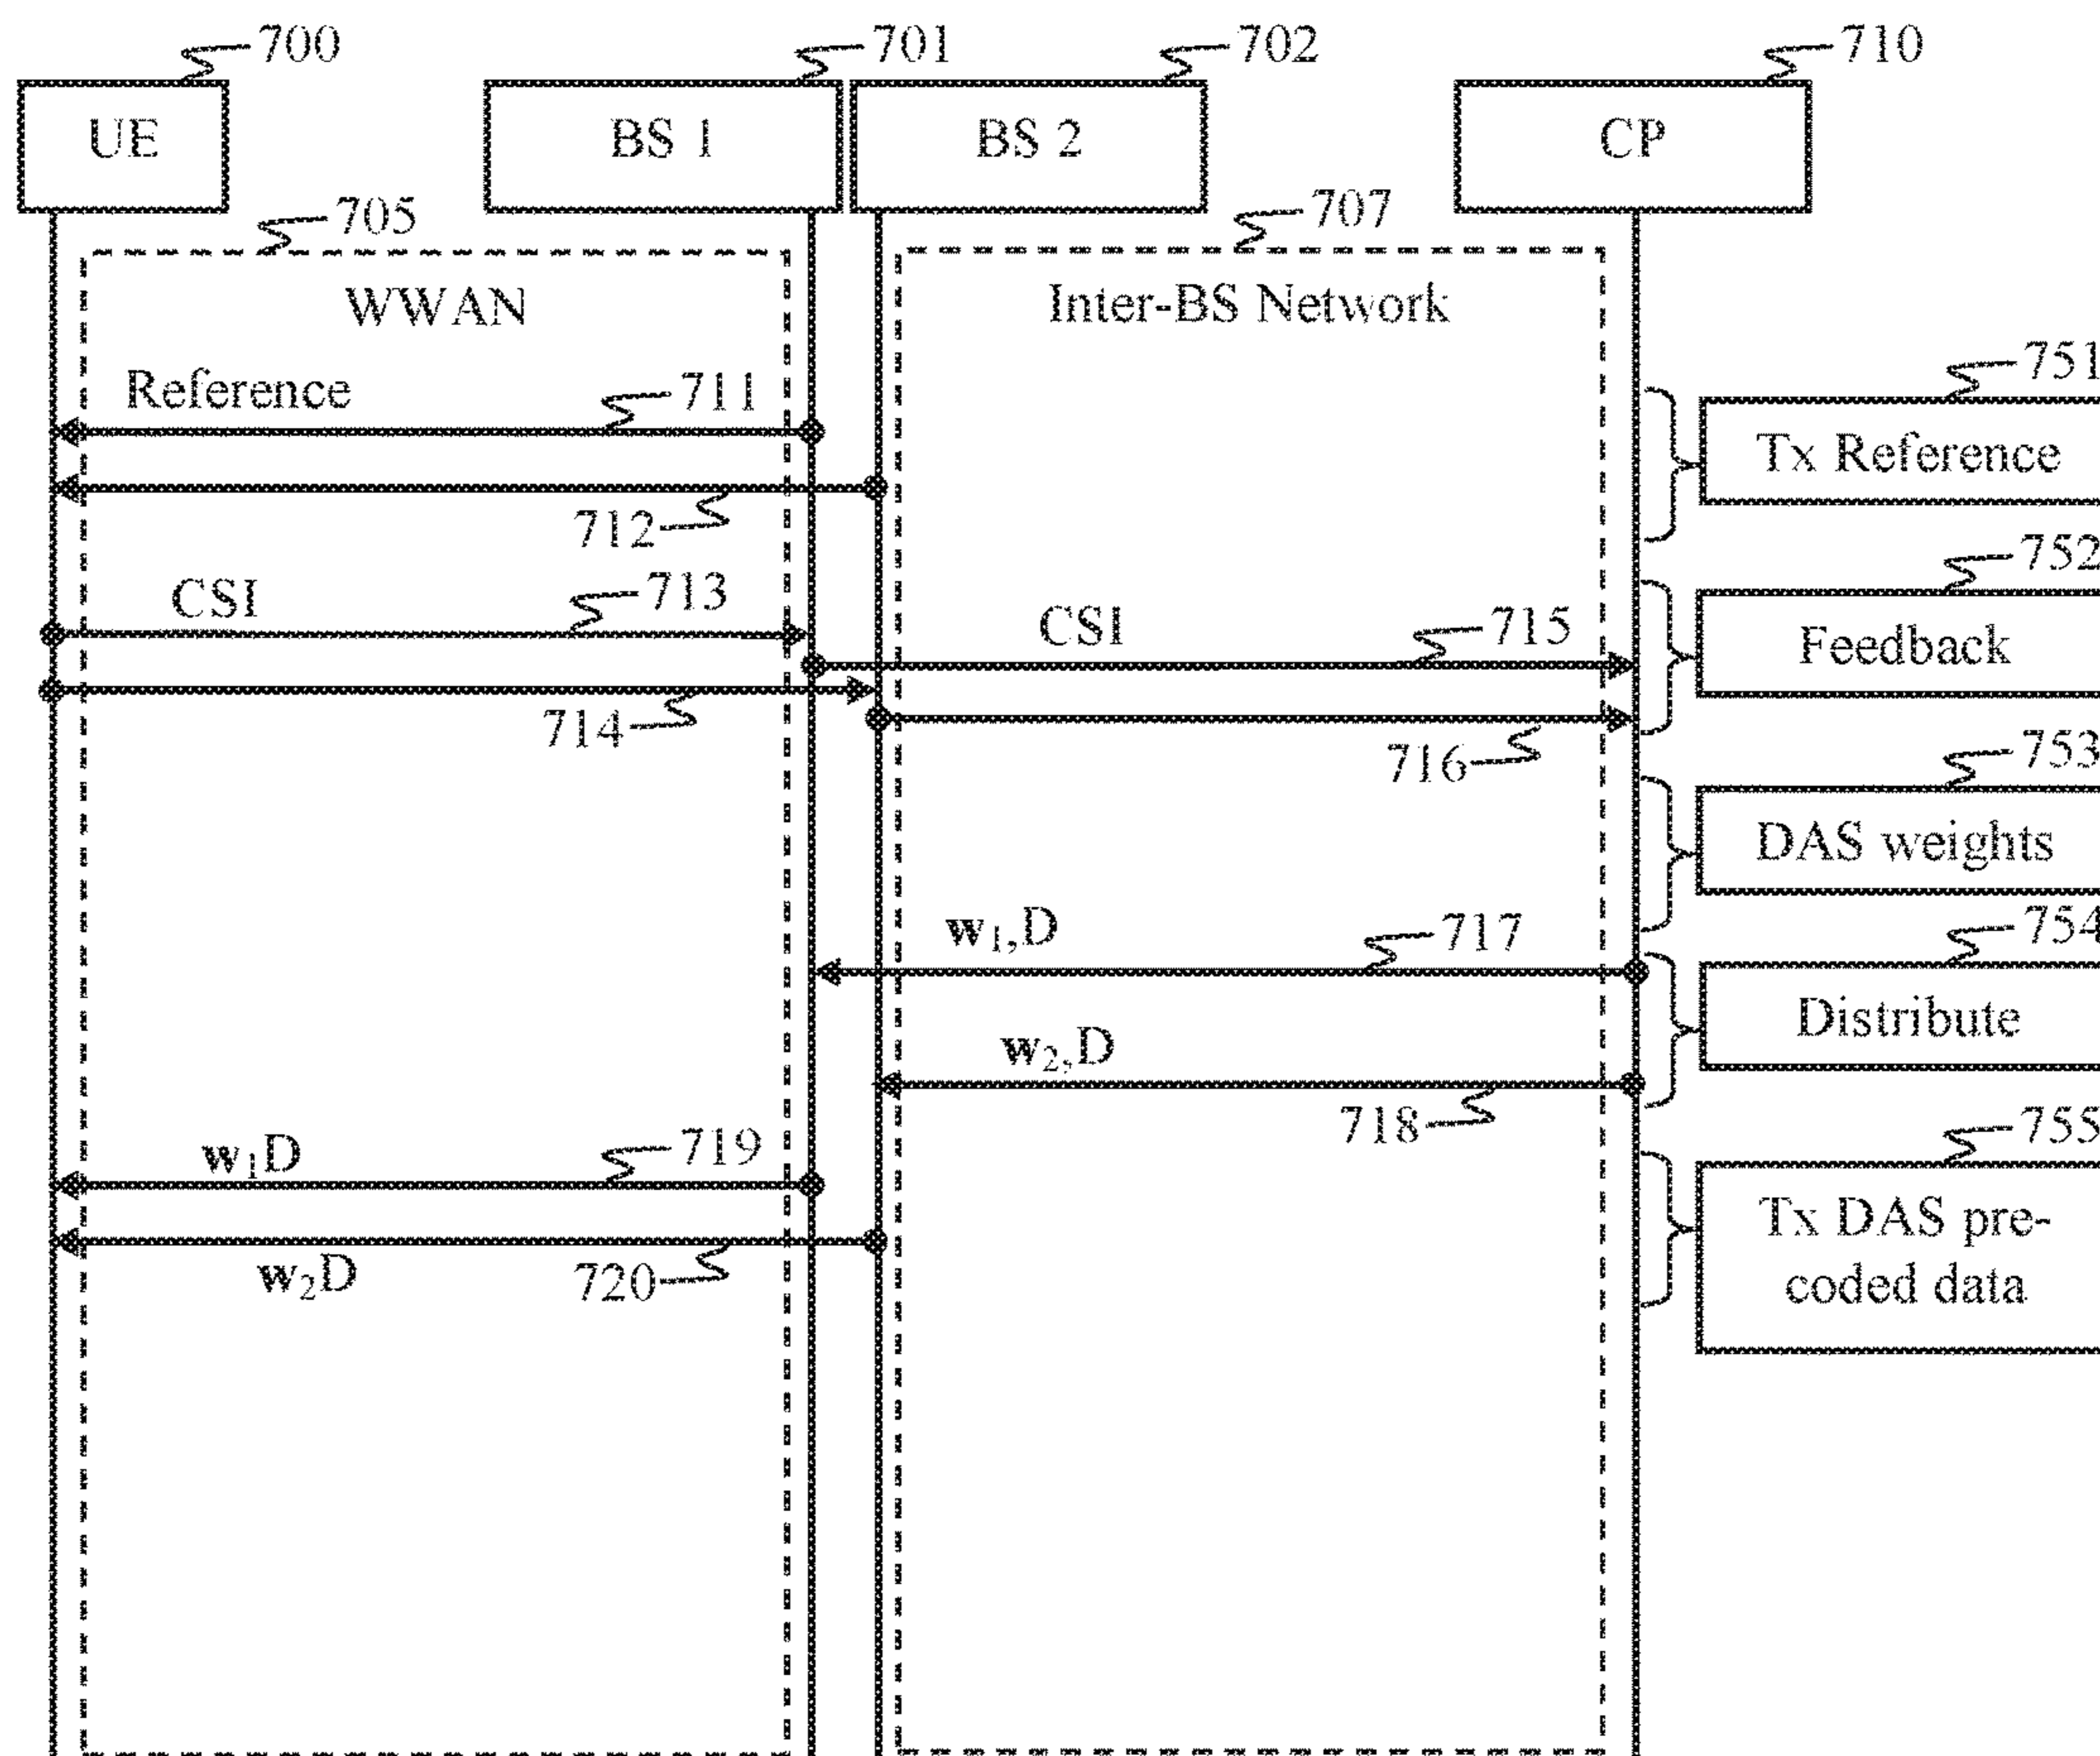 700
701
702
710
UE
BS 1
BS 2
CP
705
707
WWAN
Inter-BS Network
751
Reference
711
Tx Reference
712
752
CSI
713
CSI
715
Feedback
714
716
753
DAS weights
w₁,D
717
754
Distribute
w₂,D
718
755
w₁D
719
Tx DAS pre-
coded data
w₂D
720